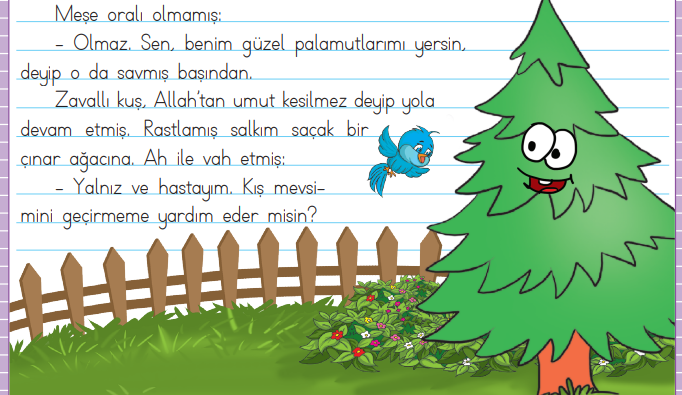 Meşe oralı olmamış:
– Olmaz. Sen, benim güzel palamutlarımı yersin,
deyip o da savmış başından.
Zavallı kuş, Allah'tan umut kesilmez deyip yola
devam etmiş. Rastlamış salkım saçak bir
çınar ağacına. Ah ile vah etmiş:
– Yalnız ve hastayım. Kış mevsi-
mini geçirmeme yardım eder misin?